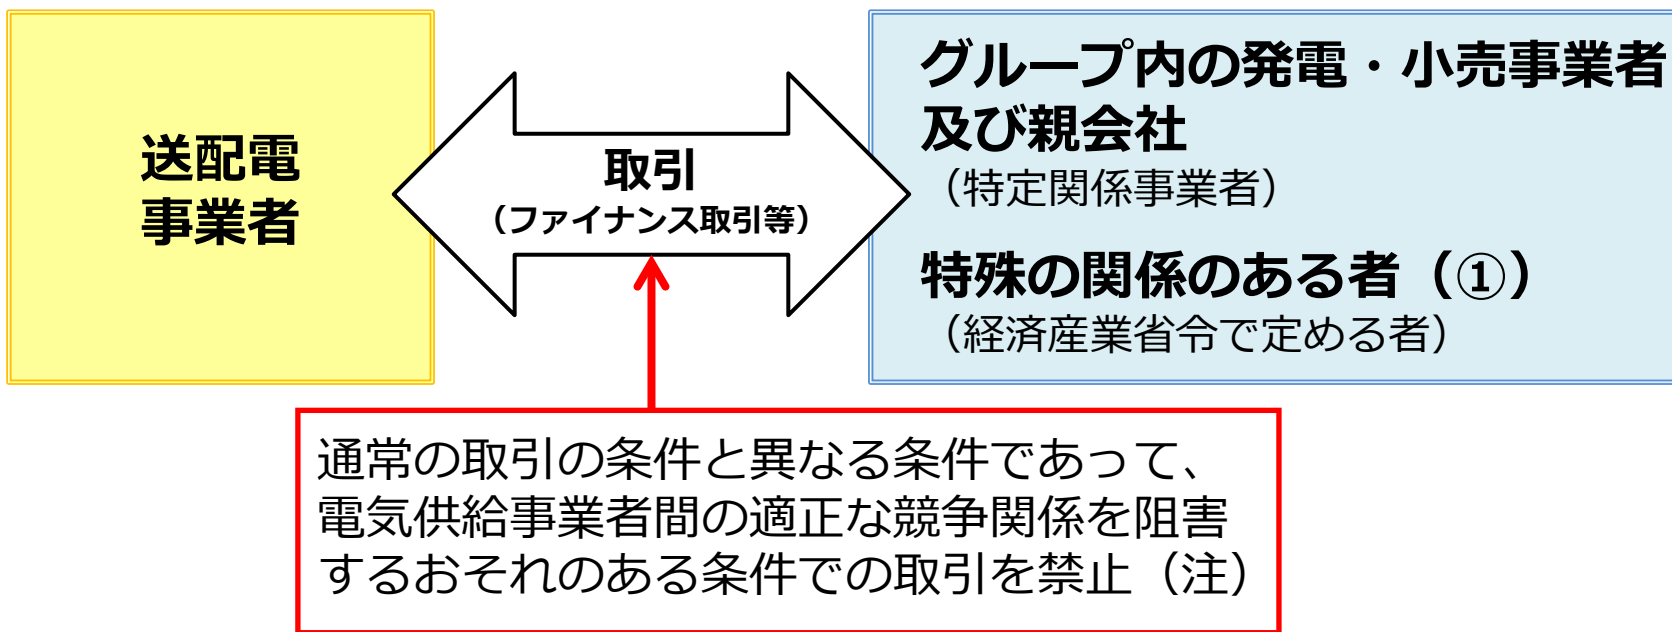 送配電
事業者
取引
（ファイナンス取引等）
グループ内の発電・小売事業者
及び親会社
（特定関係事業者）
特殊の関係のある者（①）
（経済産業省令で定める者）
通常の取引の条件と異なる条件であって、
電気供給事業者間の適正な競争関係を阻害
するおそれのある条件での取引を禁止（注）